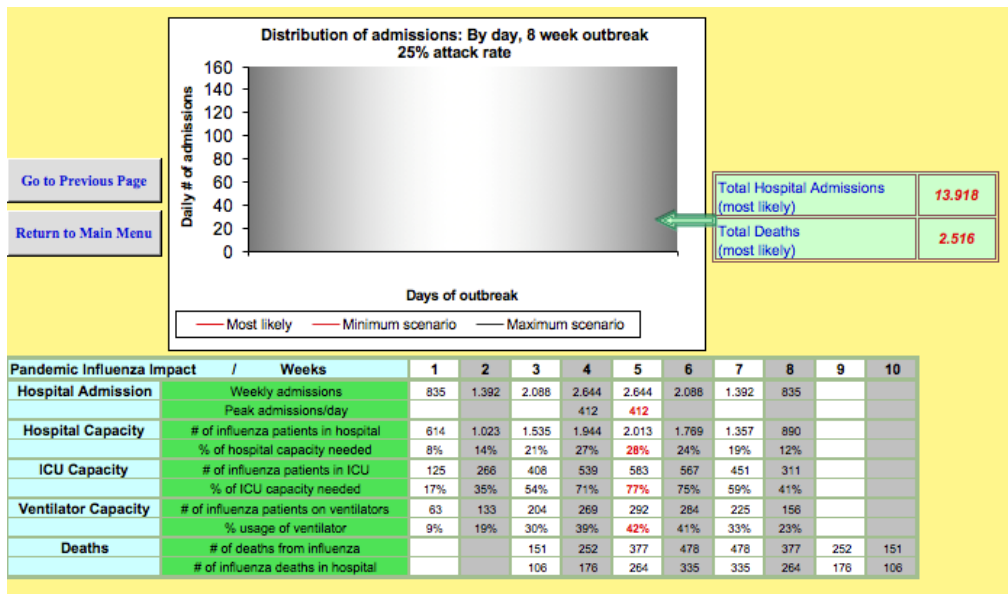 Distribution of admissions: By day, 8 week outbreak
25% attack rate
Daily # of admissions
160
140
120
100
80
60
40
20
0
Days of outbreak
Most likely Minimum scenario Maximum scenario
Go to Previous Page
Return to Main Menu
Total Hospital Admissions
(most likely) 13.918
Total Deaths
(most likely) 2.516
Pandemic Influenza Impact / Weeks 1 2 3 4 5 6 7 8 9 10
Hospital Admission Weekly admissions 835 1.392 2.088 2.644 2.644 2.088 1.392 835
Peak admissions/day 412 412
Hospital Capacity # of influenza patients in hospital 614 1.023 1.535 1.944 2.013 1.769 1.357 890
% of hospital capacity needed 8% 14% 21% 27% 28% 24% 19% 12%
ICU Capacity # of influenza patients in ICU 125 266 408 539 583 567 451 311
% of ICU capacity needed 17% 35% 54% 71% 77% 75% 59% 41%
Ventilator Capacity # of influenza patients on ventilators 63 133 204 269 292 284 225 156
% usage of ventilator 9% 19% 30% 39% 42% 41% 33% 23%
Deaths # of deaths from influenza 151 252 377 478 478 377 252 151
# of influenza deaths in hospital 106 176 264 335 335 264 176 106